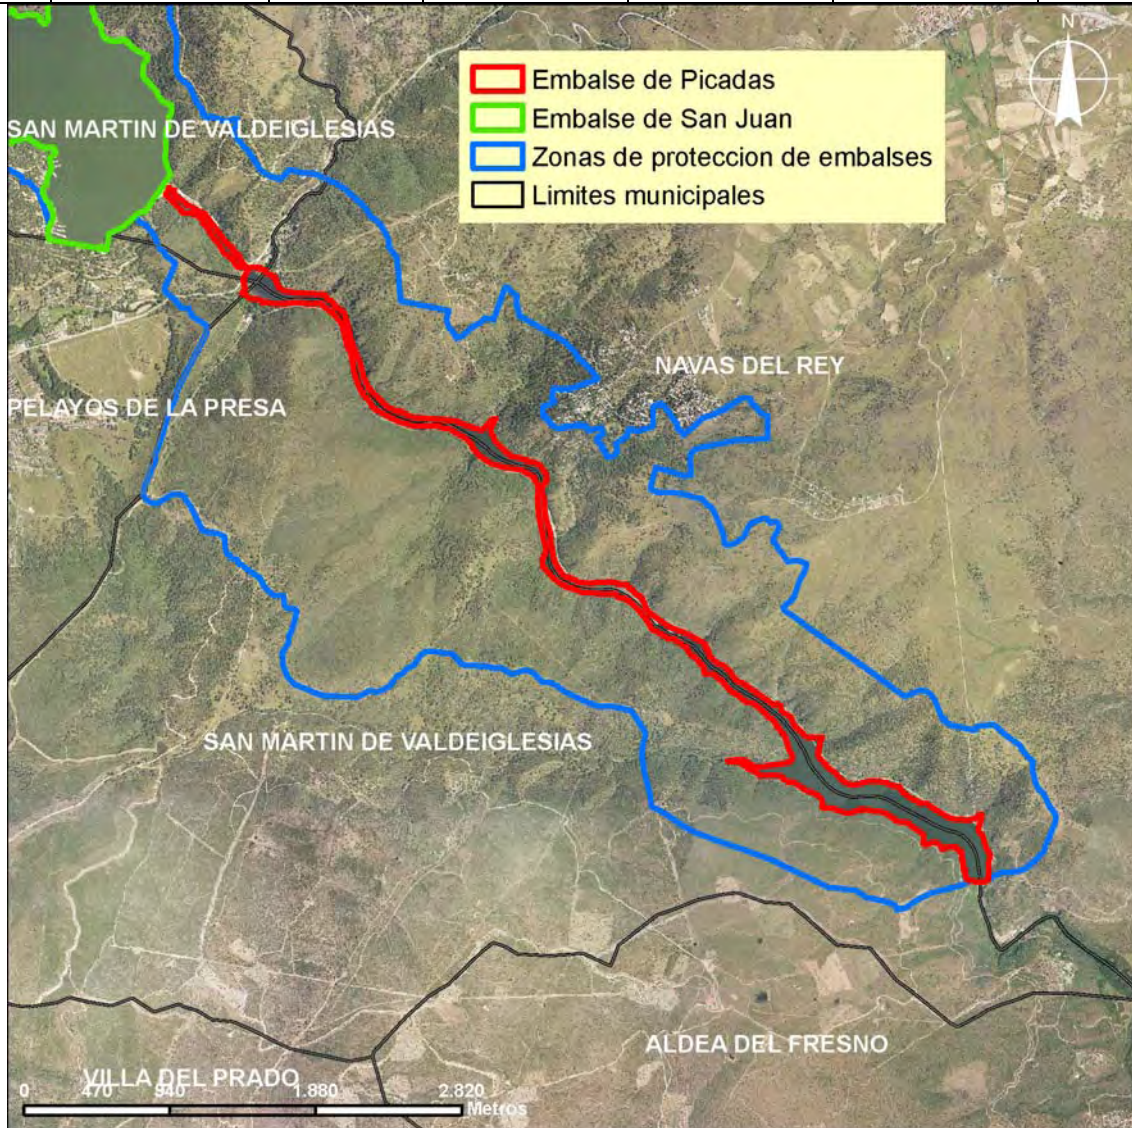 N
Embalse de Picadas
Embalse de San Juan
Zonas de proteccion de embalses
Limites municipales
SAN MARTIN DE VALDEIGLESIAS
NAVAS DEL REY
PELAYOS DE LA PRESA
SAN MARTIN DE VALDEIGLESIAS
ALDEA DEL FRESNO
VILLA DEL PRADO
0 470 940 1.880 2.820
Metros